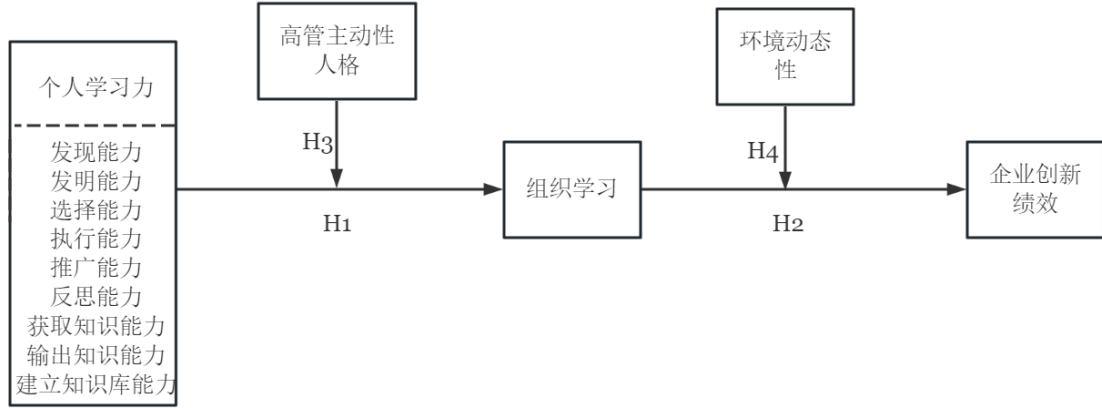 高管主动性
人格
环境动态
性
个人学习力
发现能力
发明能力
选择能力
执行能力
推广能力
反思能力
获取知识能力
输出知识能力
建立知识库能力
H3
H1
组织学习
H4
H2
企业创新
绩效